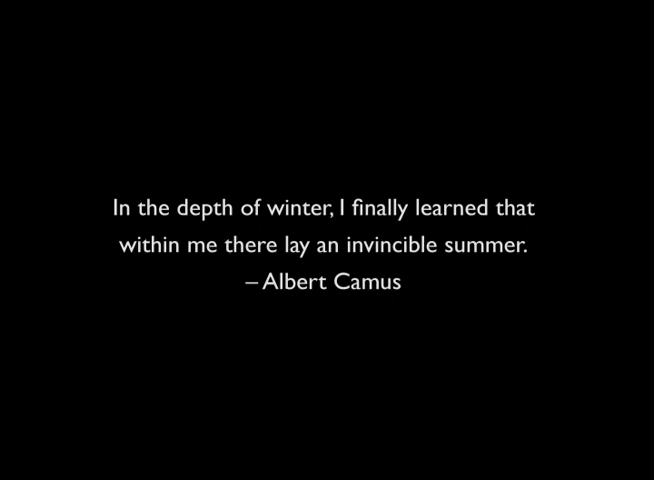 In the depth of winter, I finally learned that
within me there lay an invincible summer.
– Albert Camus